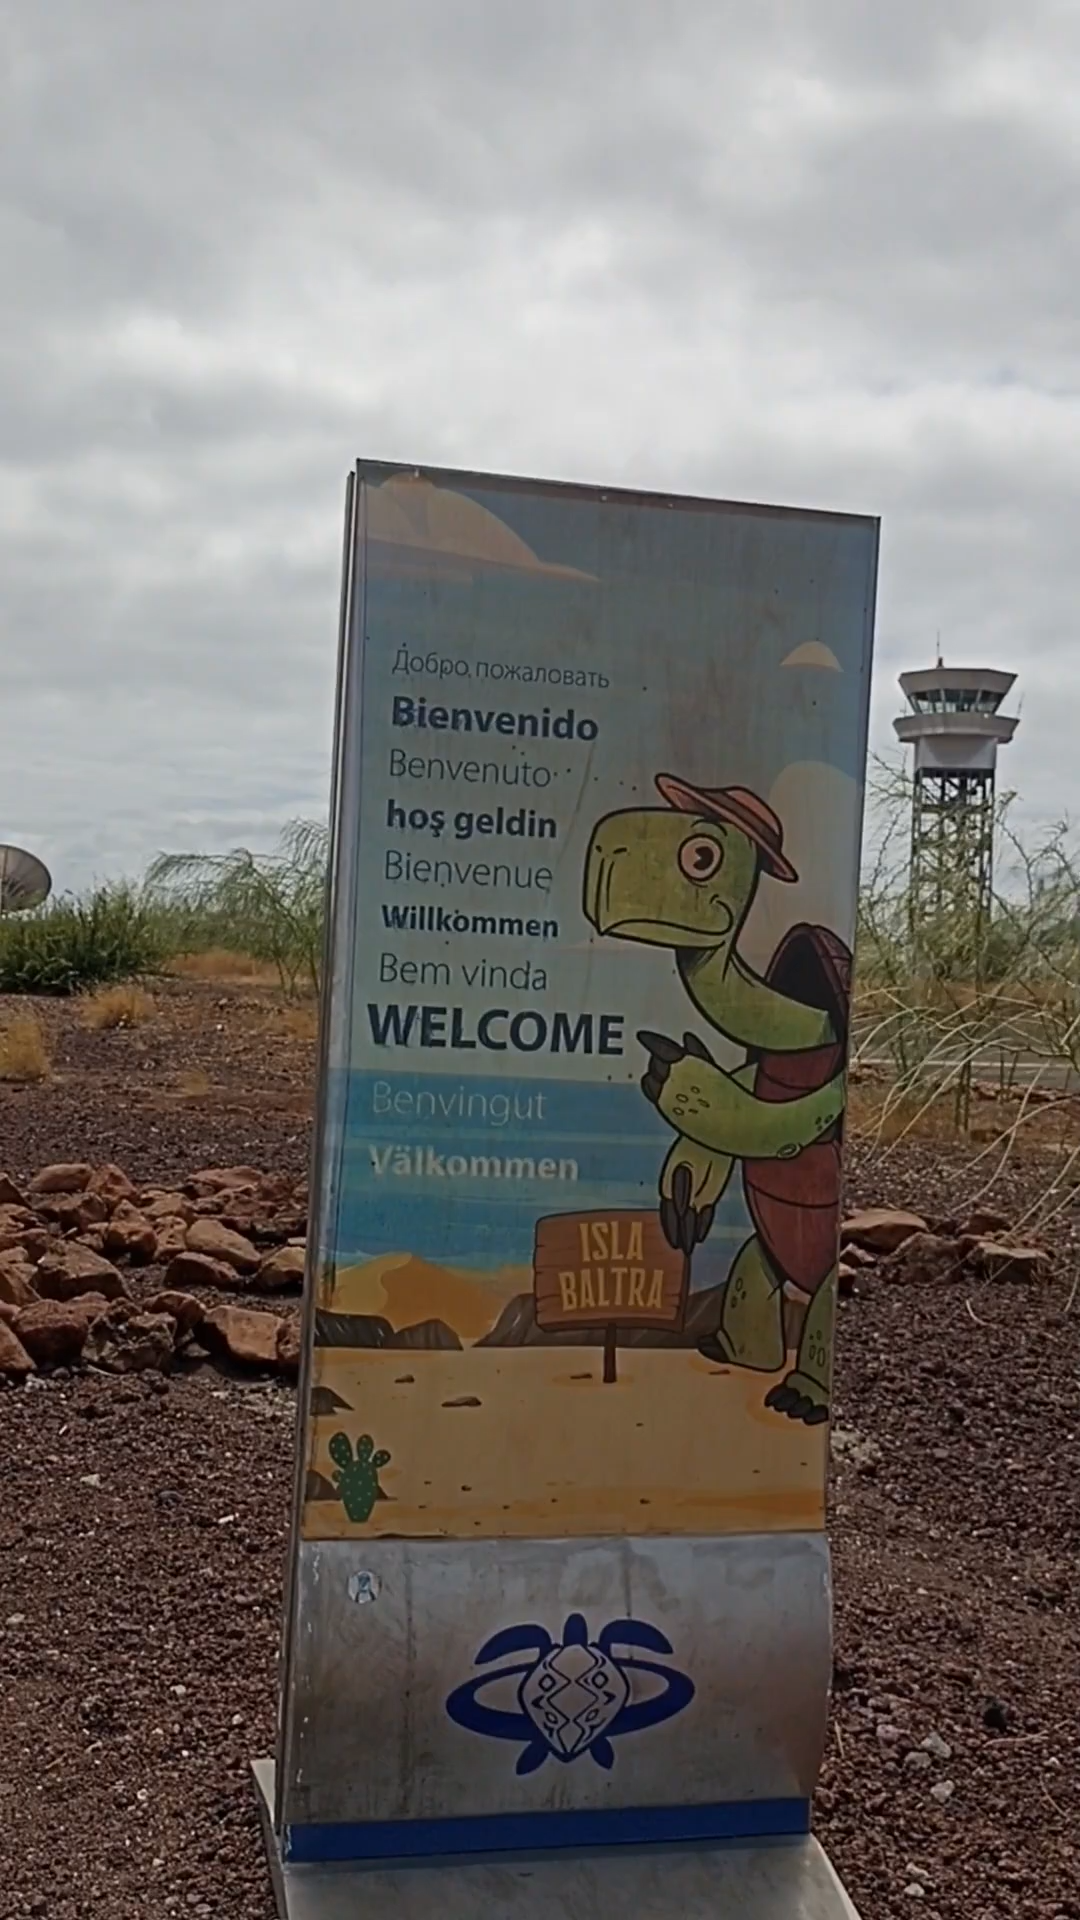 Добро пожаловать
Bienvenido
Benvenuto
hoş geldin
Bienvenue
Willkommen
Bem vinda
WELCOME
Benvingut
Välkommen
ISLA
BALTRA